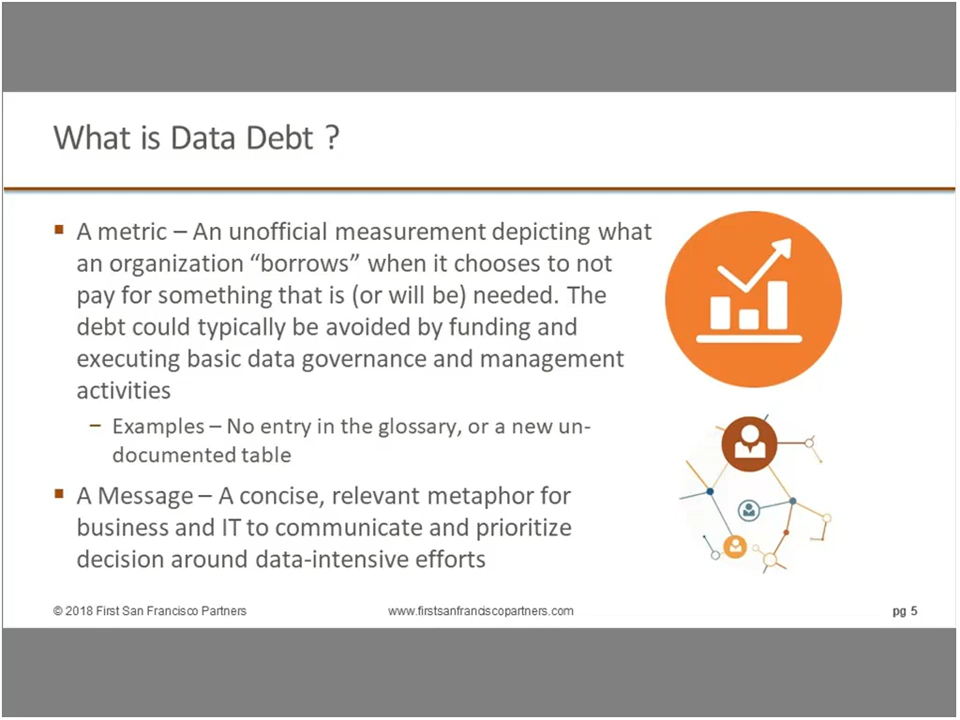 What is Data Debt ?
▪ A metric – An unofficial measurement depicting what
an organization “borrows” when it chooses to not
pay for something that is (or will be) needed. The
debt could typically be avoided by funding and
executing basic data governance and management
activities
– Examples – No entry in the glossary, or a new un-
documented table
▪ A Message – A concise, relevant metaphor for
business and IT to communicate and prioritize
decision around data-intensive efforts
© 2018 First San Francisco Partners www.firstsanfranciscopartners.com pg 5